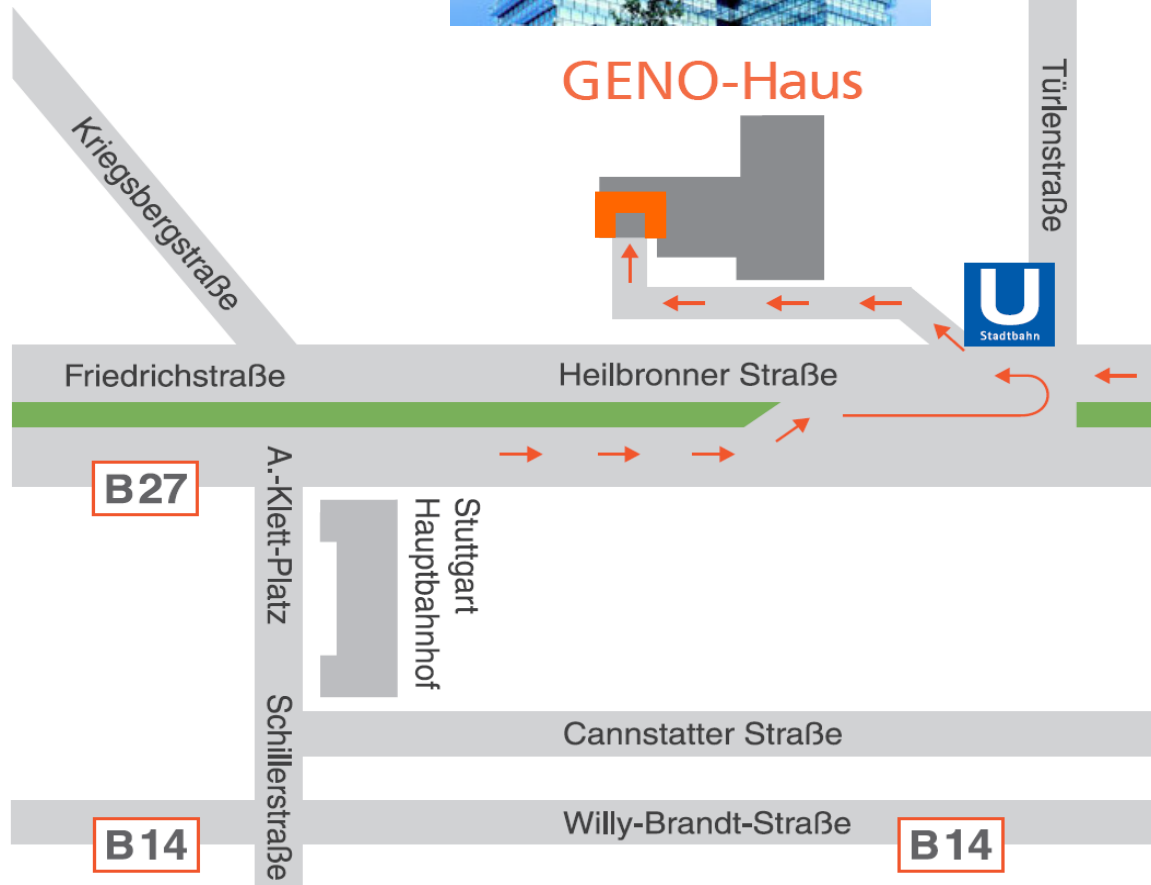 GENO-Haus
Türlenstraße
Kriegsbergstraße
U
Stadtbahn
Friedrichstraße
Heilbronner Straße
B27
A.-Klett-Platz
Stuttgart
Hauptbahnhof
Schillerstraße
Cannstatter Straße
Willy-Brandt-Straße
B14
B14